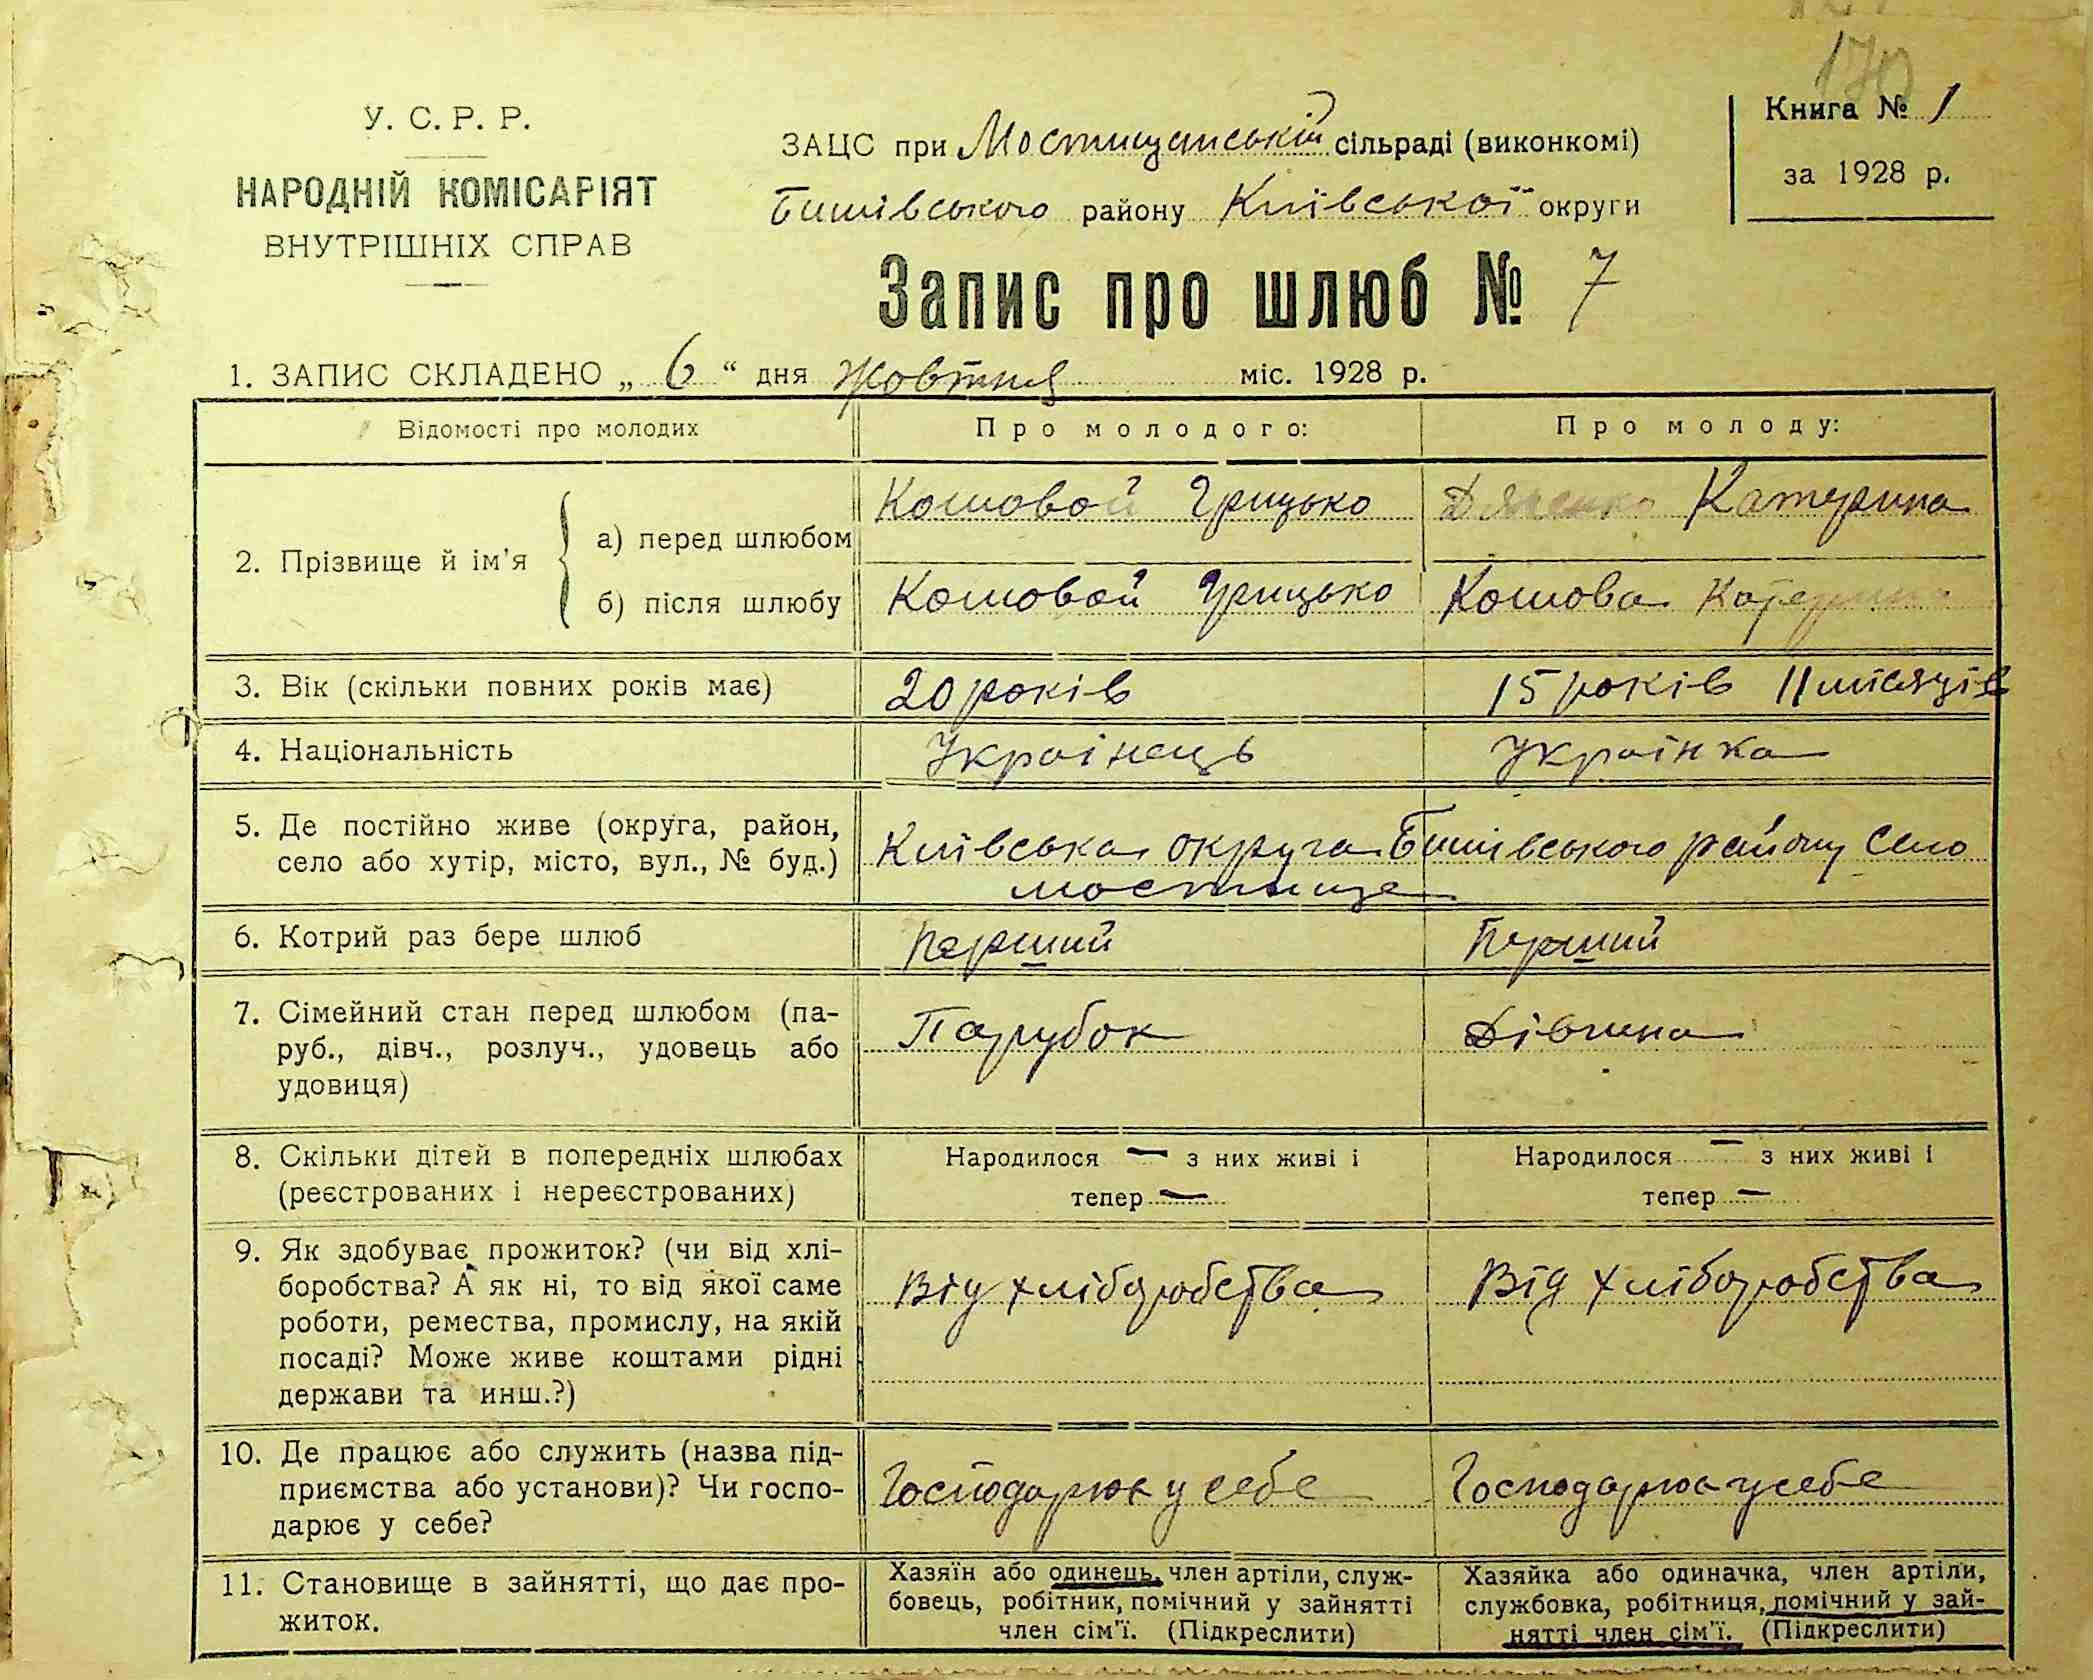 170
У. С. Р. Р.
НАРОДНІЙ КОМІСАРІЯТ
ВНУТРІШНІХ СПРАВ
ЗАЦС при Мостищанській сільраді (виконкомі)
Бишівського району Київської округи
Книга № 1
за 1928 р.
Запис про шлюб № 7
1. ЗАПИС СКЛАДЕНО „ 6 “ дня жовтня міс. 1928 р.
Відомості про молодих
Про молодого:
Про молоду:
2. Прізвище й ім’я
а) перед шлюбом
Кошовой Грицько
Катерина
б) після шлюбу
Кошовой Грицько
Кошова Катерина
3. Вік (скільки повних років має)
20 років
15 років 11 місяців
4. Національність
Украінець
Украінка
5. Де постійно живе (округа, район,
село або хутір, місто, вул., № буд.)
Київська округа Бишівського району село
мостище
6. Котрий раз бере шлюб
Перший
Перший
7. Сімейний стан перед шлюбом (па-
руб., дівч., розлуч., удовець або
удовиця)
Парубок
Дівчина
8. Скільки дітей в попередніх шлюбах
(реєстрованих і нереєстрованих)
Народилося — з них живі і
тепер —
Народилося — з них живі і
тепер —
9. Як здобуває прожиток? (чи від хлі-
боробства? А як ні, то від якої саме
роботи, ремества, промислу, на якій
посаді? Може живе коштами рідні
держави та инш.?)
Від хліборобства
Від хліборобства
10. Де працює або служить (назва під-
приємства або установи)? Чи госпо-
дарює у себе?
Господарює у себе
Господарює у себе
11. Становище в зайнятті, що дає про-
житок.
Хазяїн або одинець, член артіли, служ-
бовець, робітник, помічний у зайнятті
член сім’ї. (Підкреслити)
Хазяйка або одиначка, член артіли,
службовка, робітниця, помічний у зай-
нятті член сім’ї. (Підкреслити)